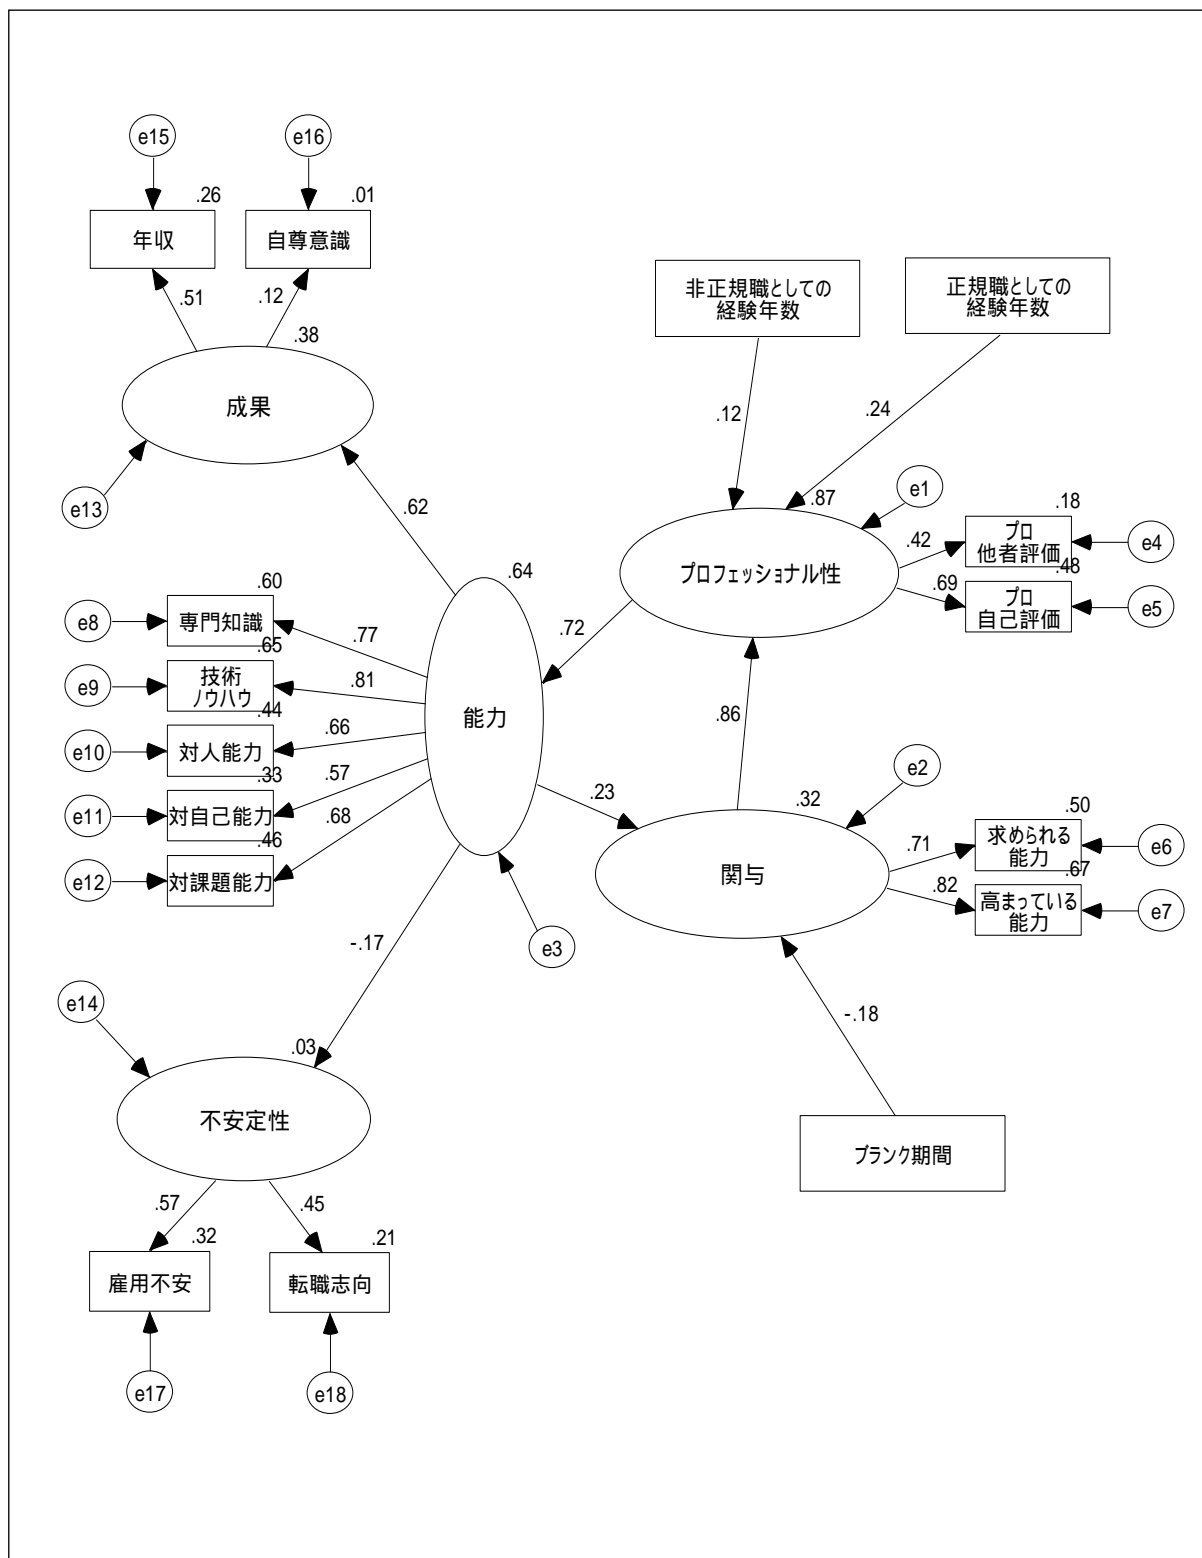 e15
e16
.26
.01
年収
自尊意識
.51
.12
.38
成果
e13
.62
非正規職としての
経験年数
正規職としての
経験年数
.12
.24
e1
.87
プロフェッショナル性
.18
.42
プロ
他者評価
e4
.48
.69
プロ
自己評価
e5
.72
.86
.64
能力
.60
e8
専門知識
.77
.65
e9
技術
ノウハウ
.81
.44
e10
対人能力
.66
.33
e11
対自己能力
.57
.46
e12
対課題能力
.68
e3
.23
e2
.32
関与
.50
.71
求められる
能力
e6
.67
.82
高まっている
能力
e7
-.18
ブランク期間
-.17
e14
.03
不安定性
.57
.45
.32
.21
雇用不安
転職志向
e17
e18